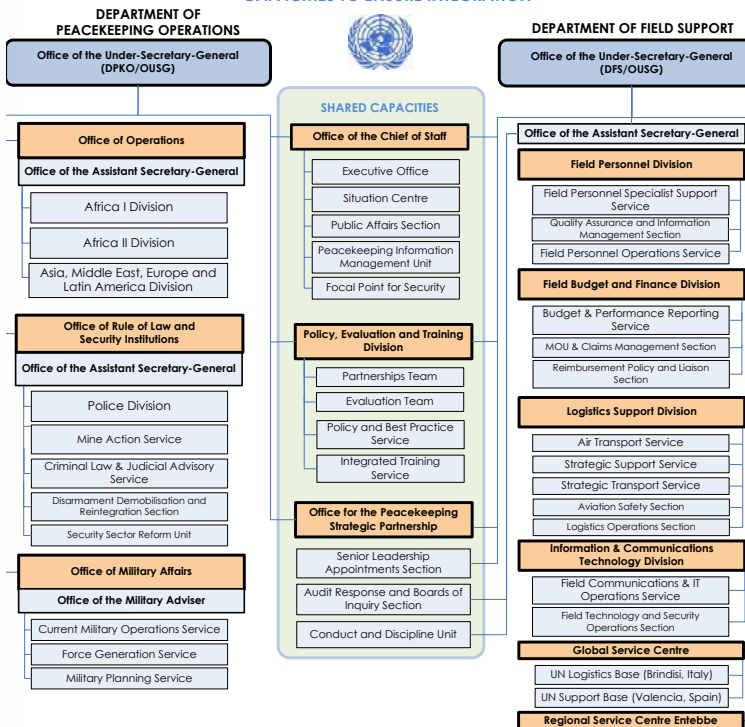 DEPARTMENT OF
PEACEKEEPING OPERATIONS
Office of the Under-Secretary-General
(DPKO/OUSG)
Office of Operations
Office of the Assistant Secretary-General
Africa I Division
Africa II Division
Asia, Middle East, Europe and
Latin America Division
Office of Rule of Law and
Security Institutions
Office of the Assistant Secretary-General
Police Division
Mine Action Service
Criminal Law & Judicial Advisory
Service
Disarmament Demobilisation and
Reintegration Section
Security Sector Reform Unit
Office of Military Affairs
Office of the Military Adviser
Current Military Operations Service
Force Generation Service
Military Planning Service
SHARED CAPACITIES
Office of the Chief of Staff
Executive Office
Situation Centre
Public Affairs Section
Peacekeeping Information
Management Unit
Focal Point for Security
Policy, Evaluation and Training
Division
Partnerships Team
Evaluation Team
Policy and Best Practice
Service
Integrated Training
Service
Office for the Peacekeeping
Strategic Partnership
Senior Leadership
Appointments Section
Audit Response and Boards of
Inquiry Section
Conduct and Discipline Unit
DEPARTMENT OF FIELD SUPPORT
Office of the Under-Secretary-General
(DFS/OUSG)
Office of the Assistant Secretary-General
Field Personnel Division
Field Personnel Specialist Support
Service
Quality Assurance and Information
Management Section
Field Personnel Operations Service
Field Budget and Finance Division
Budget & Performance Reporting
Service
MOU & Claims Management Section
Reimbursement Policy and Liaison
Section
Logistics Support Division
Air Transport Service
Strategic Support Service
Strategic Transport Service
Aviation Safety Section
Logistics Operations Section
Information & Communications
Technology Division
Field Communications & IT
Operations Service
Field Technology and Security
Operations Section
Global Service Centre
UN Logistics Base (Brindisi, Italy)
UN Support Base (Valencia, Spain)
Regional Service Centre Entebbe